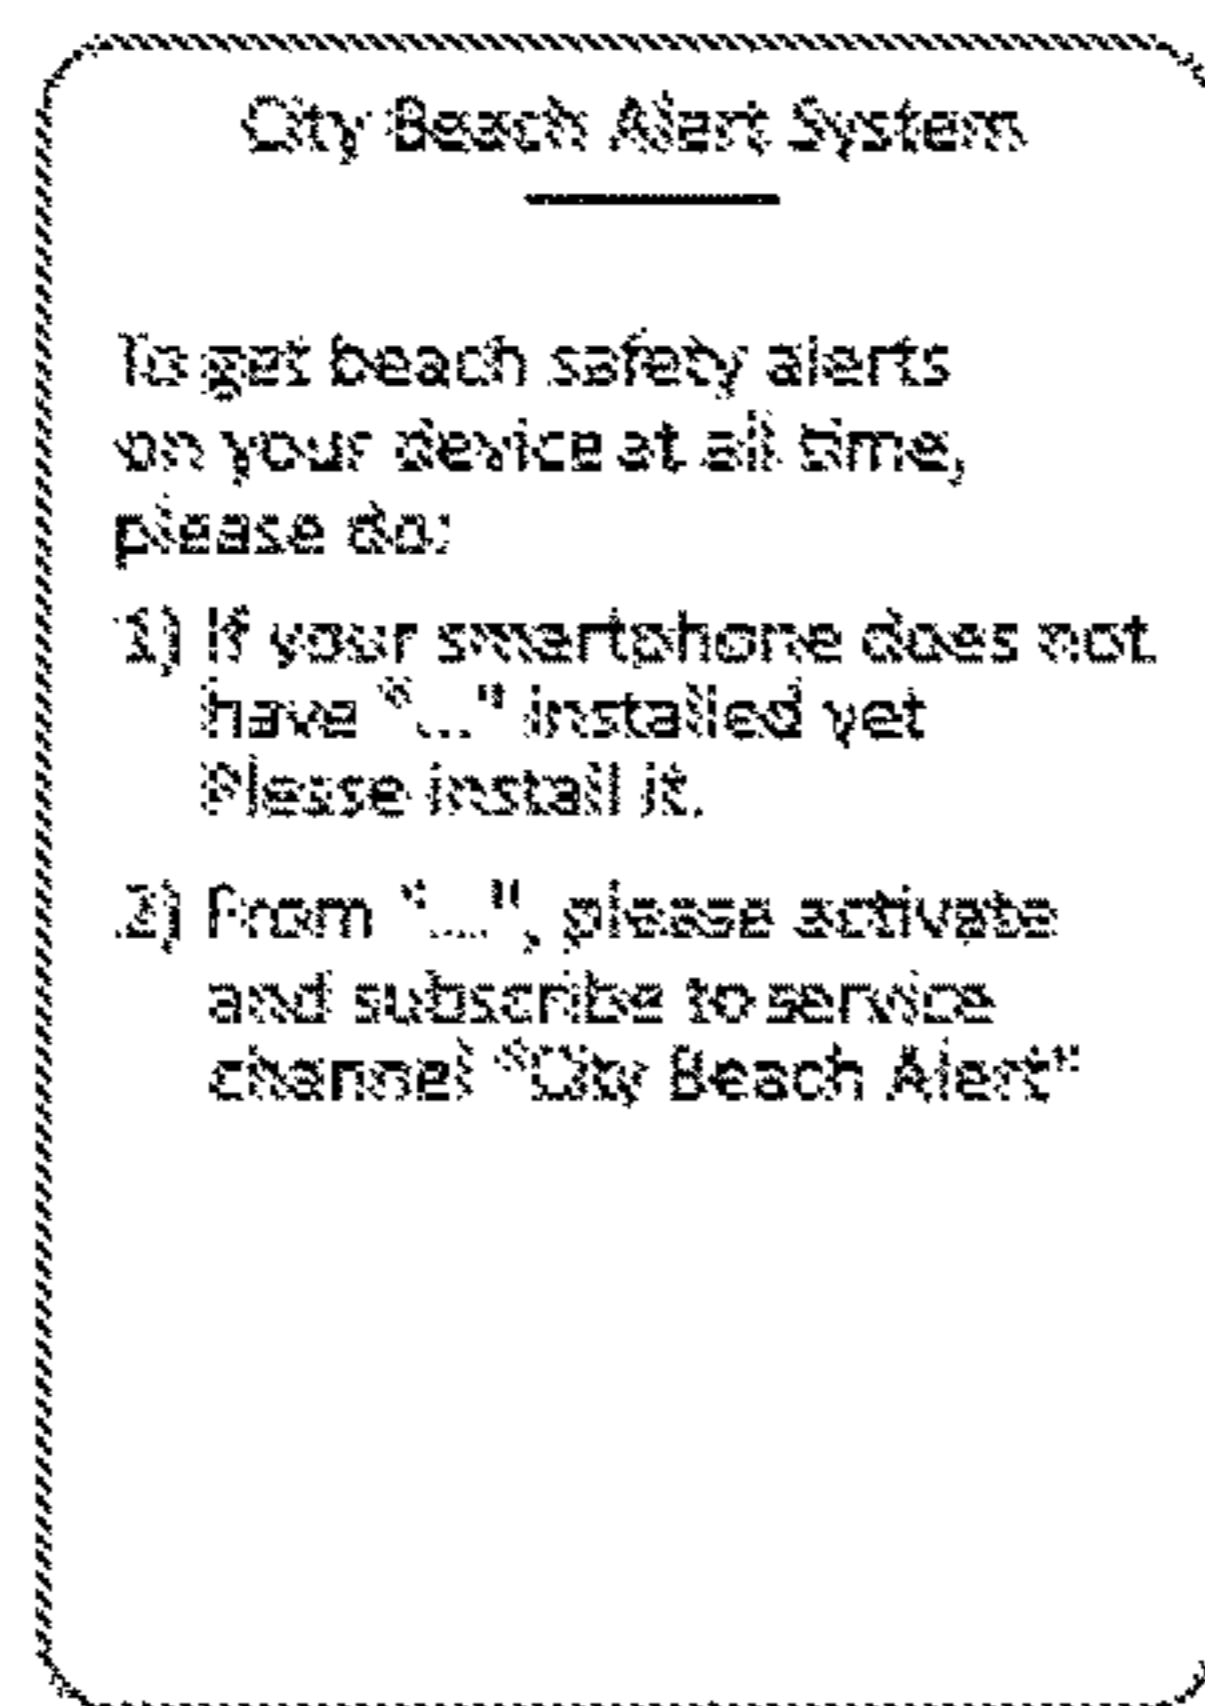 City Beach Alert System
To get beach safety alerts
on your device at all time,
please do:
1) If your smartphone does not
have "..." installed yet
Please install it.
2) From "...", please activate
and subscribe to service
channel "City Beach Alert"